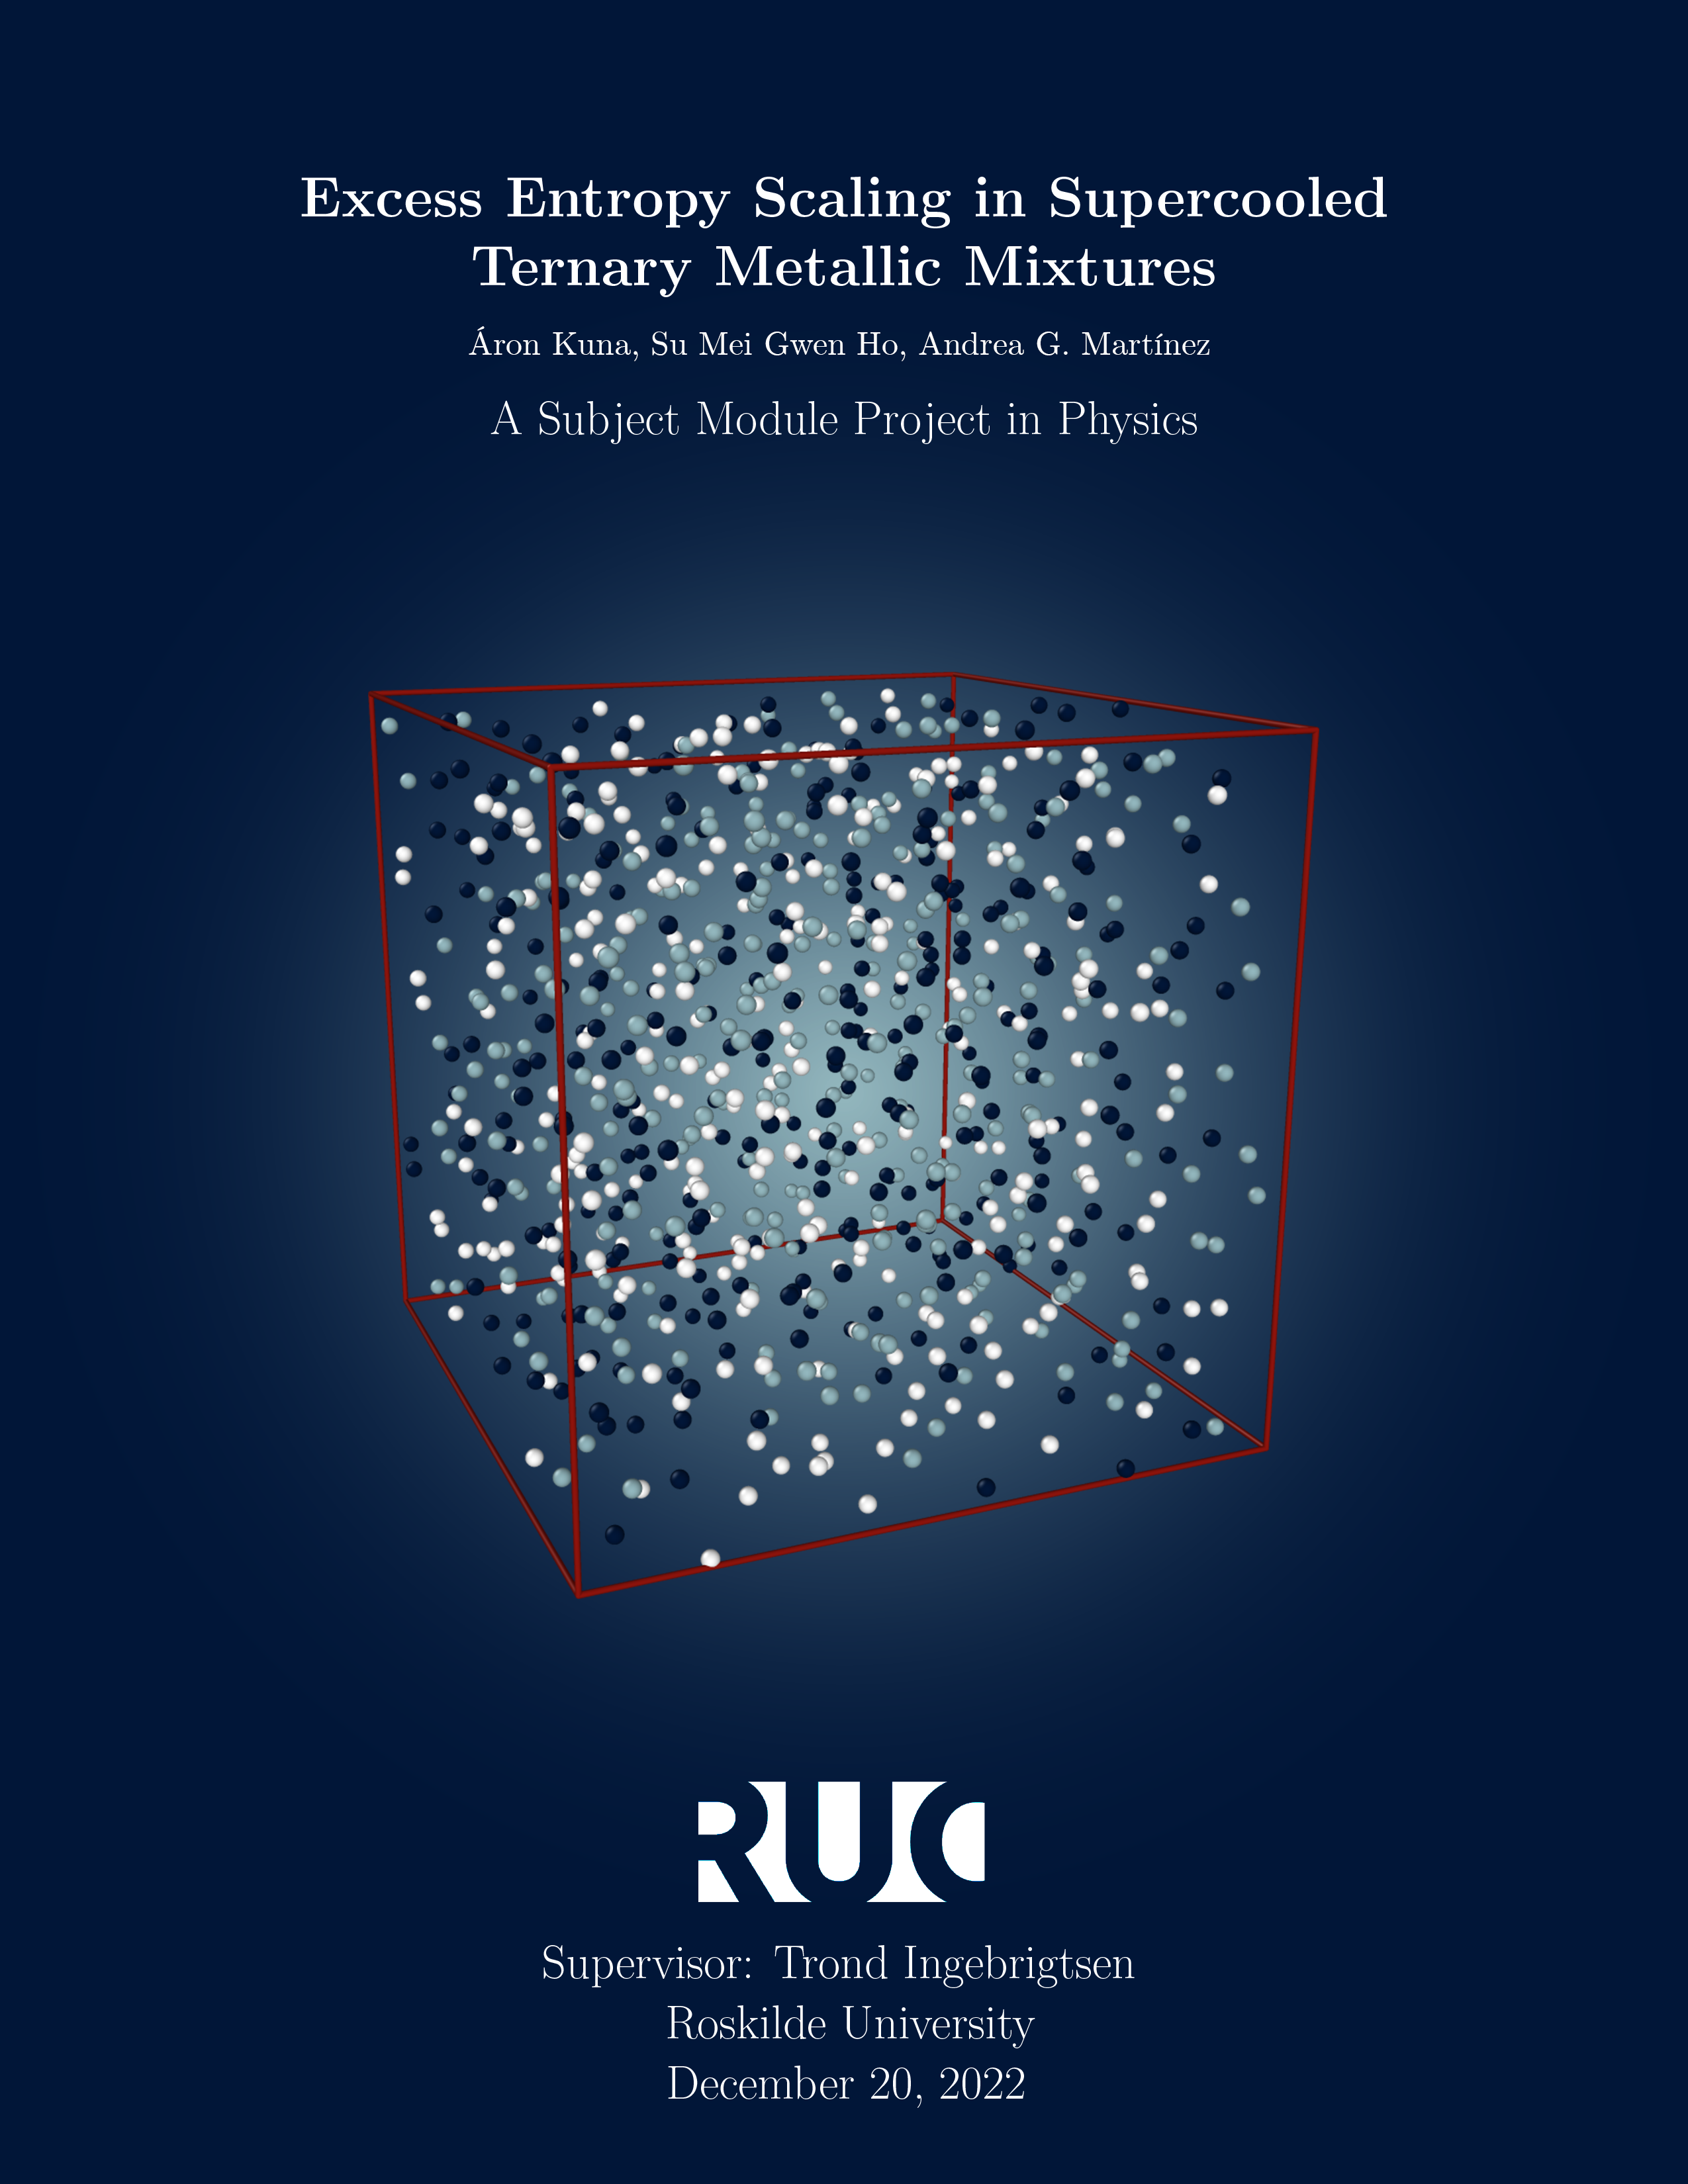 Excess Entropy Scaling in Supercooled
Ternary Metallic Mixtures
Áron Kuna, Su Mei Gwen Ho, Andrea G. Martínez
A Subject Module Project in Physics
RUC
Supervisor: Trond Ingebrigtsen
Roskilde University
December 20, 2022